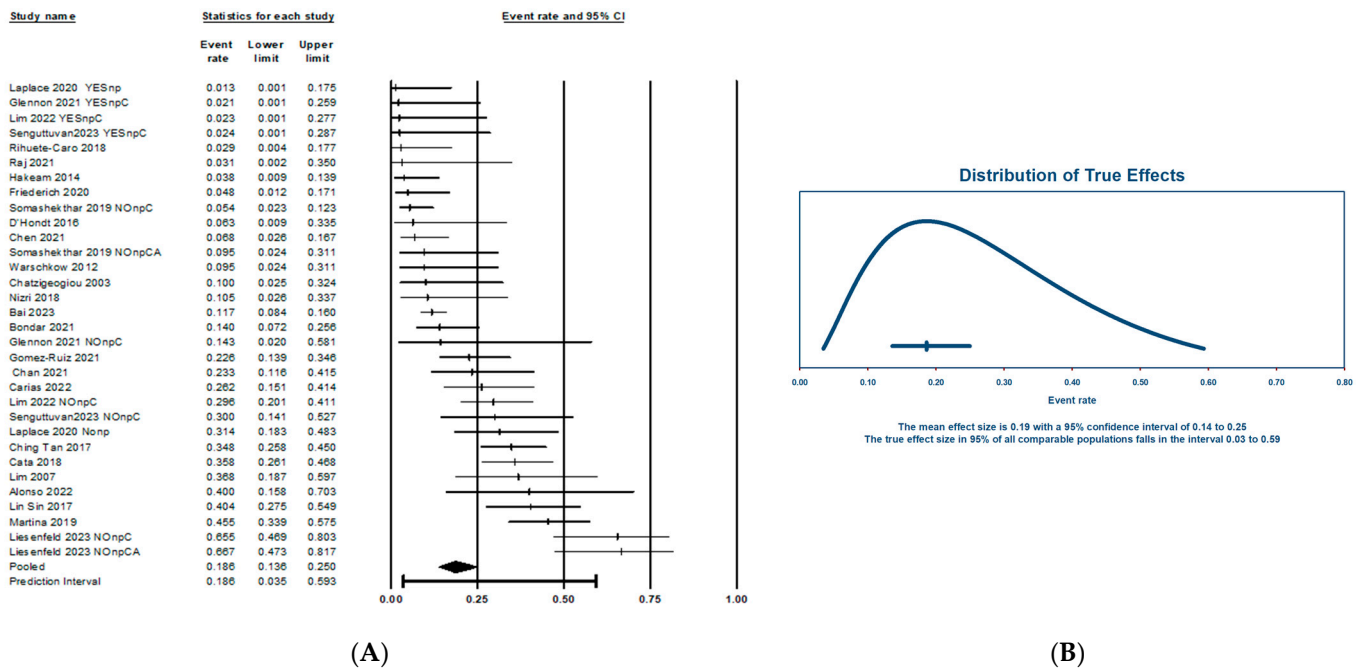 Study name Statistics for each study Event rate and 95% CI
Event rate Lower limit Upper limit
Laplace 2020 YESnp 0.013 0.001 0.175
Glennon 2021 YESnpC 0.021 0.001 0.259
Lim 2022 YESnpC 0.023 0.001 0.277
Senguttuvan2023 YESnpC 0.024 0.001 0.287
Rihuete-Caro 2018 0.029 0.004 0.177
Raj 2021 0.031 0.002 0.350
Hakeam 2014 0.038 0.009 0.139
Friederich 2020 0.048 0.012 0.171
Somashekthar 2019 NOnpC 0.054 0.023 0.123
D'Hondt 2016 0.063 0.009 0.335
Chen 2021 0.068 0.026 0.167
Somashekthar 2019 NOnpCA 0.095 0.024 0.311
Warschkow 2012 0.095 0.024 0.311
Chatzigeogiou 2003 0.100 0.025 0.324
Nizri 2018 0.105 0.026 0.337
Bai 2023 0.117 0.084 0.160
Bondar 2021 0.140 0.072 0.256
Glennon 2021 NOnpC 0.143 0.020 0.581
Gomez-Ruiz 2021 0.226 0.139 0.346
Chan 2021 0.233 0.116 0.415
Carias 2022 0.262 0.151 0.414
Lim 2022 NOnpC 0.296 0.201 0.411
Senguttuvan2023 NOnpC 0.300 0.141 0.527
Laplace 2020 Nonp 0.314 0.183 0.483
Ching Tan 2017 0.348 0.258 0.450
Cata 2018 0.358 0.261 0.468
Lim 2007 0.368 0.187 0.597
Alonso 2022 0.400 0.158 0.703
Lin Sin 2017 0.404 0.275 0.549
Martina 2019 0.455 0.339 0.575
Liesenfeld 2023 NOnpC 0.655 0.469 0.803
Liesenfeld 2023 NOnpCA 0.667 0.473 0.817
Pooled 0.186 0.136 0.250
Prediction Interval 0.186 0.035 0.593
0.00 0.25 0.50 0.75 1.00
(A)
Distribution of True Effects
0.00 0.10 0.20 0.30 0.40 0.50 0.60 0.70 0.80
Event rate
The mean effect size is 0.19 with a 95% confidence interval of 0.14 to 0.25
The true effect size in 95% of all comparable populations falls in the interval 0.03 to 0.59
(B)